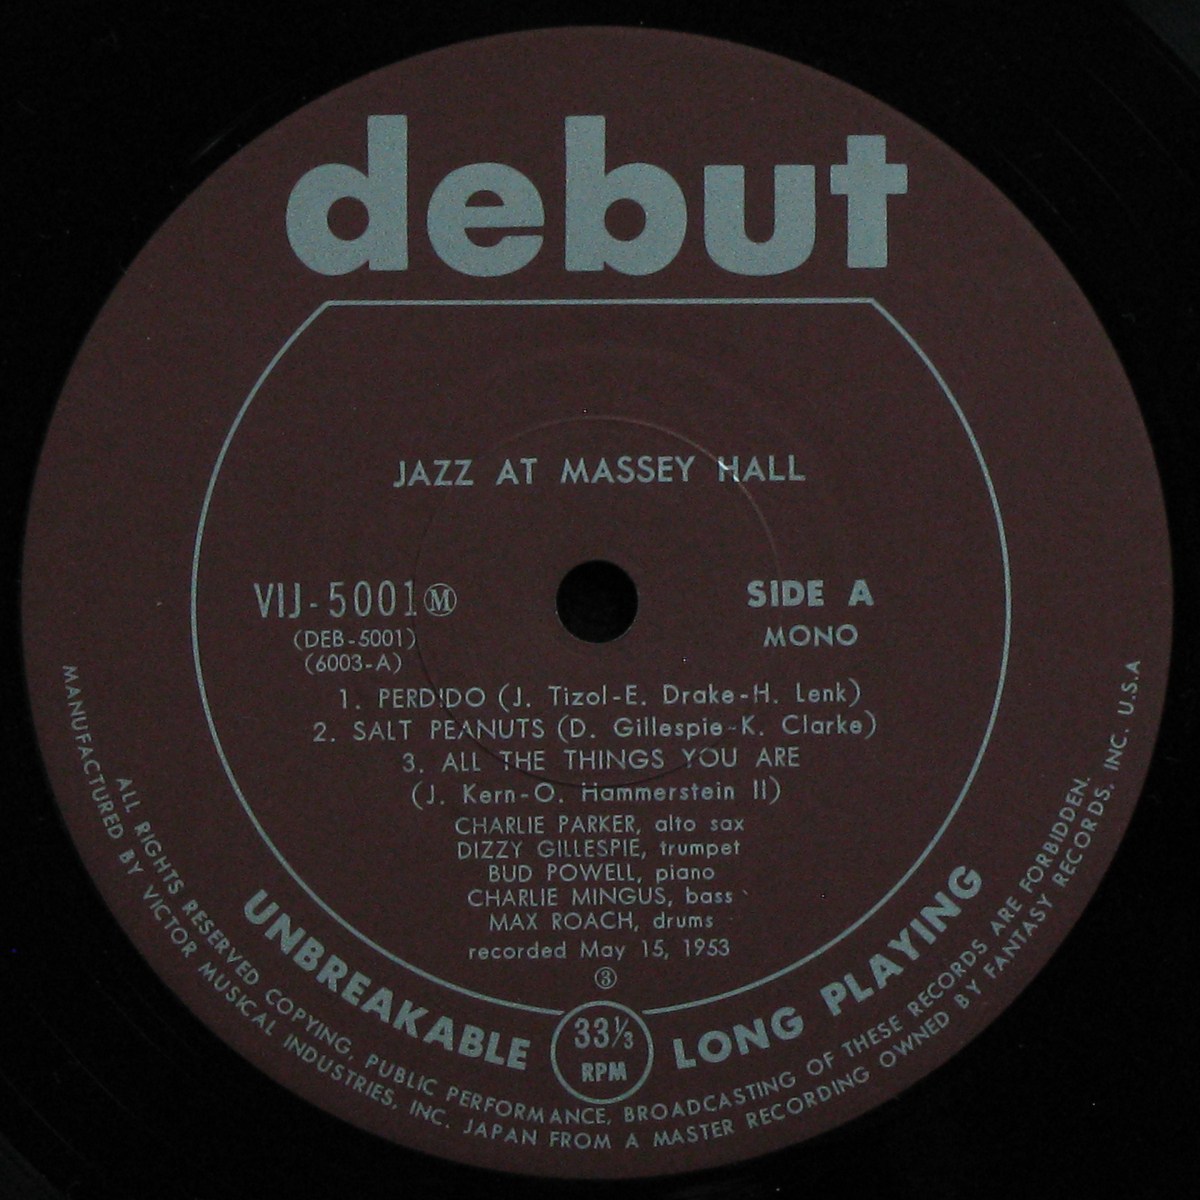 debut
JAZZ AT MASSEY HALL
VIJ-5001 Ⓜ
(DEB-5001)
(6003-A)
SIDE A
MONO
1. PERDIDO (J. Tizol-E. Drake-H. Lenk)
2. SALT PEANUTS (D. Gillespie-K. Clarke)
3. ALL THE THINGS YOU ARE
(J. Kern-O. Hammerstein II)
CHARLIE PARKER, alto sax
DIZZY GILLESPIE, trumpet
BUD POWELL, piano
CHARLIE MINGUS, bass
MAX ROACH, drums
recorded May 15, 1953
③
UNBREAKABLE 33⅓ RPM LONG PLAYING
ALL RIGHTS RESERVED COPYING, PUBLIC PERFORMANCE, BROADCASTING OF THESE RECORDS ARE FORBIDDEN.
MANUFACTURED BY VICTOR MUSICAL INDUSTRIES, INC. JAPAN FROM A MASTER RECORDING OWNED BY FANTASY RECORDS, INC. U.S.A